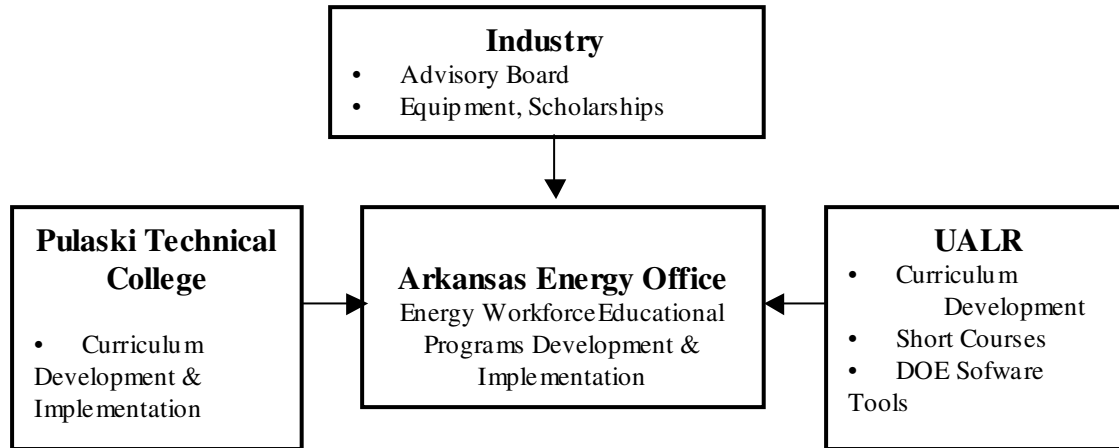 Industry
• Advisory Board
• Equipment, Scholarships
Pulaski Technical
College
• Curriculum
Development &
Implementation
Arkansas Energy Office
Energy WorkforceEducational
Programs Development &
Implementation
UALR
• Curriculum
Development
• Short Courses
• DOE Sofware
Tools